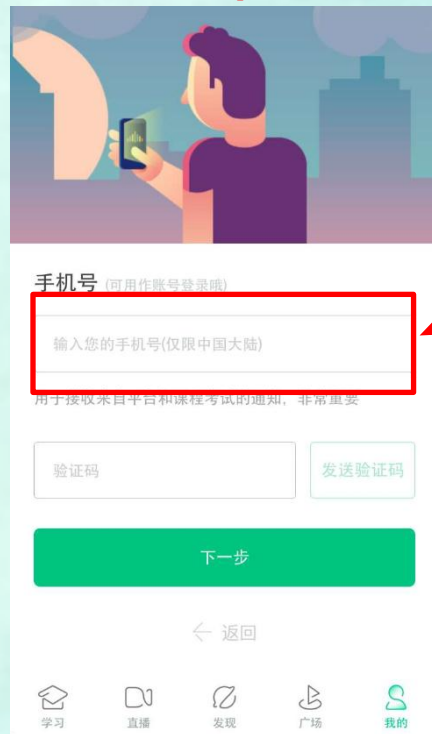 手机号 (可用作账号登录哦)
输入您的手机号(仅限中国大陆)
用于接收来自平台和课程考试的通知，非常重要
验证码 发送验证码
下一步
← 返回
学习 直播 发现 广场 我的